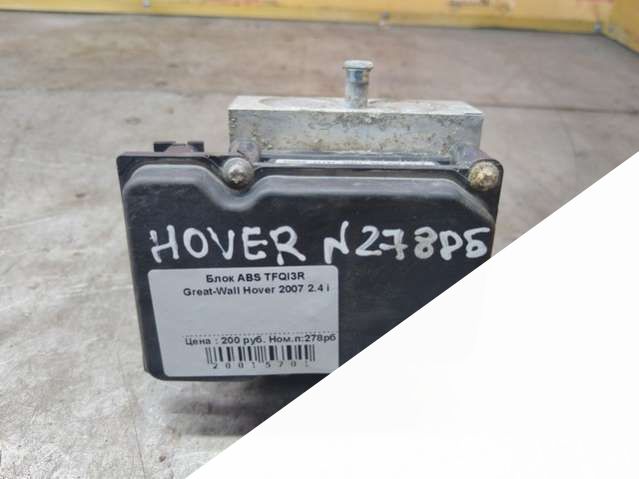 HOVER N278РБ
Блок ABS TFQI3R
Great-Wall Hover 2007 2.4 i
Цена : 200 руб. Ном.п:278рб